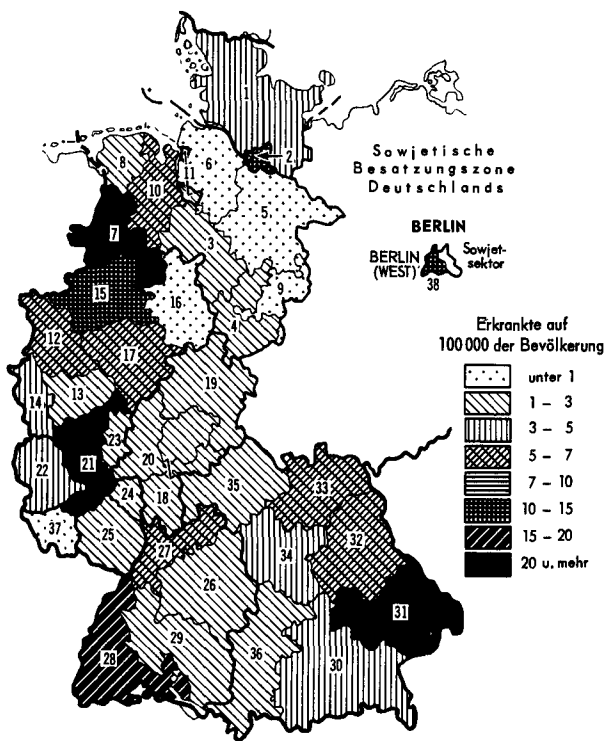 1
2
Sowjetische
Besatzungszone
Deutschlands
8
6
10
11
5
7
3
BERLIN
BERLIN
(WEST)
Sowjet-
sektor
38
15
16
9
4
Erkrankte auf
100 000 der Bevölkerung
unter 1
1 – 3
3 – 5
5 – 7
7 – 10
10 – 15
15 – 20
20 u. mehr
12
17
14
13
19
23
21
20
22
24
18
35
33
37
25
27
34
32
26
31
28
29
36
30